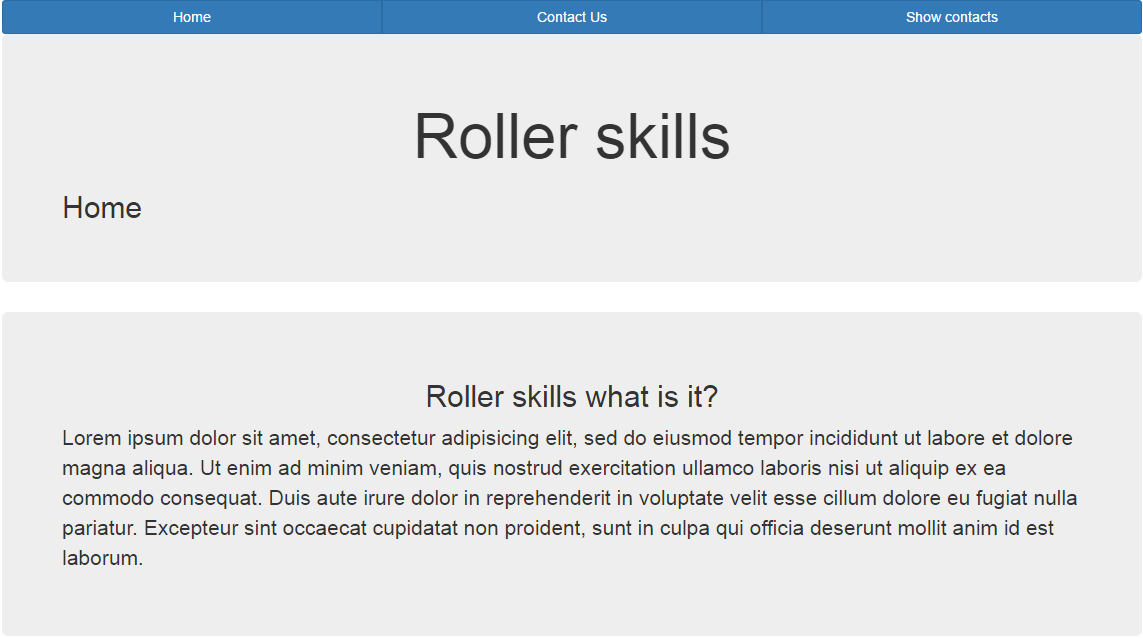 Home
Contact Us
Show contacts
Roller skills
Home
Roller skills what is it?
Lorem ipsum dolor sit amet, consectetur adipisicing elit, sed do eiusmod tempor incididunt ut labore et dolore
magna aliqua. Ut enim ad minim veniam, quis nostrud exercitation ullamco laboris nisi ut aliquip ex ea
commodo consequat. Duis aute irure dolor in reprehenderit in voluptate velit esse cillum dolore eu fugiat nulla
pariatur. Excepteur sint occaecat cupidatat non proident, sunt in culpa qui officia deserunt mollit anim id est
laborum.